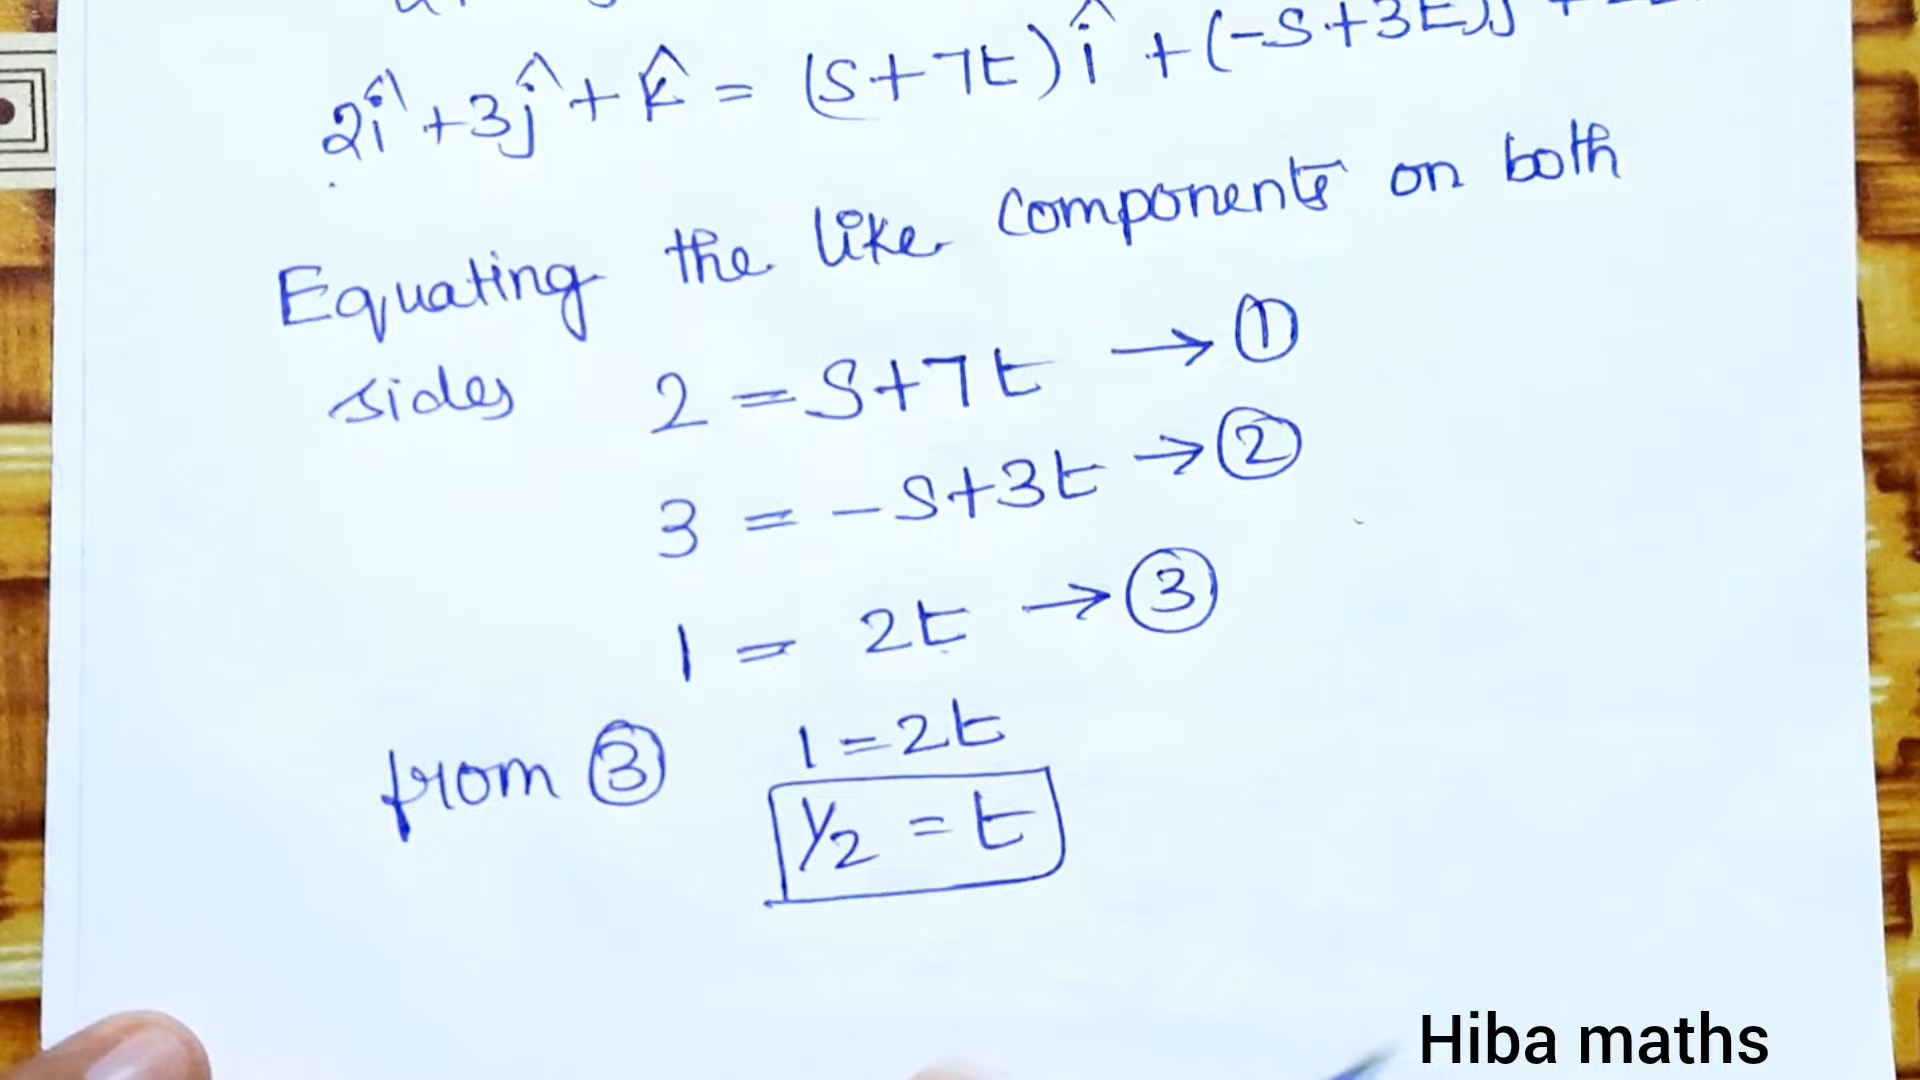 2î + 3ĵ + k̂ = (S+7t) î + (-S+3t)ĵ +
Equating the like components on both
sides 2 = S+7t → ①
3 = -S+3t → ②
1 = 2t → ③
from ③ 1 = 2t
1/2 = t
Hiba maths